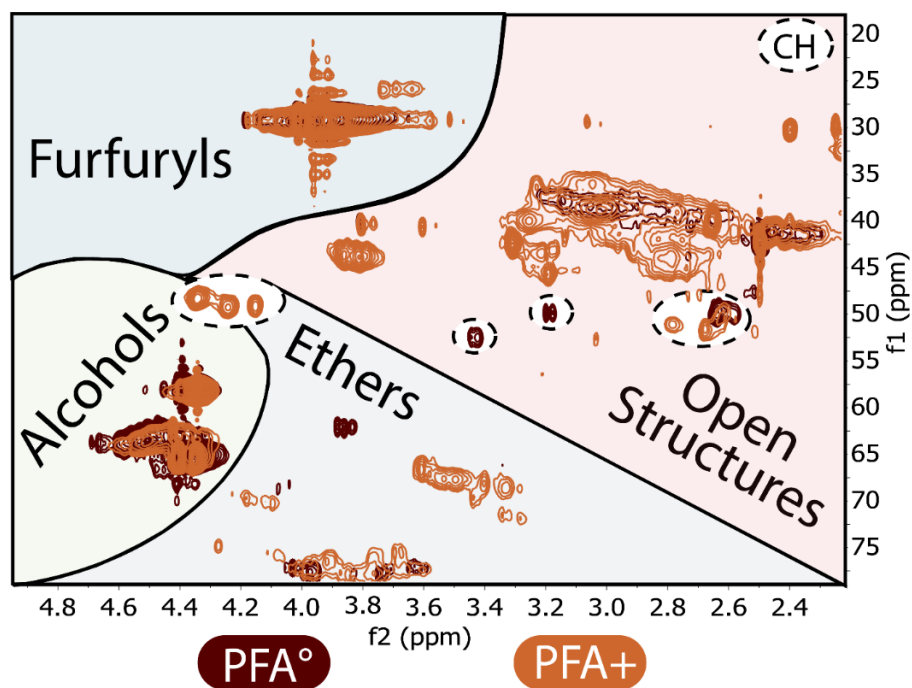 CH
Furfuryls
Alcohols
Ethers
Open
Structures
20
25
30
35
40
45
50
55
60
65
70
75
f1 (ppm)
4.8 4.6 4.4 4.2 4.0 3.8 3.6 3.4 3.2 3.0 2.8 2.6 2.4
f2 (ppm)
PFA° PFA+